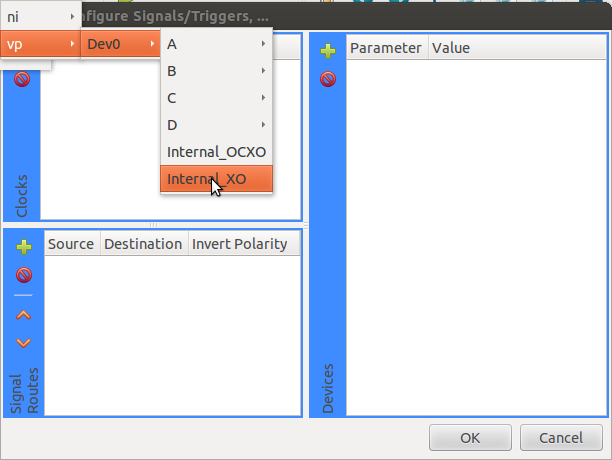 nfigure Signals/Triggers, ...
ni
vp
Dev0
A
B
C
D
Internal_OCXO
Internal_XO
Clocks
Source Destination Invert Polarity
Signal
Routes
Parameter Value
Devices
OK Cancel